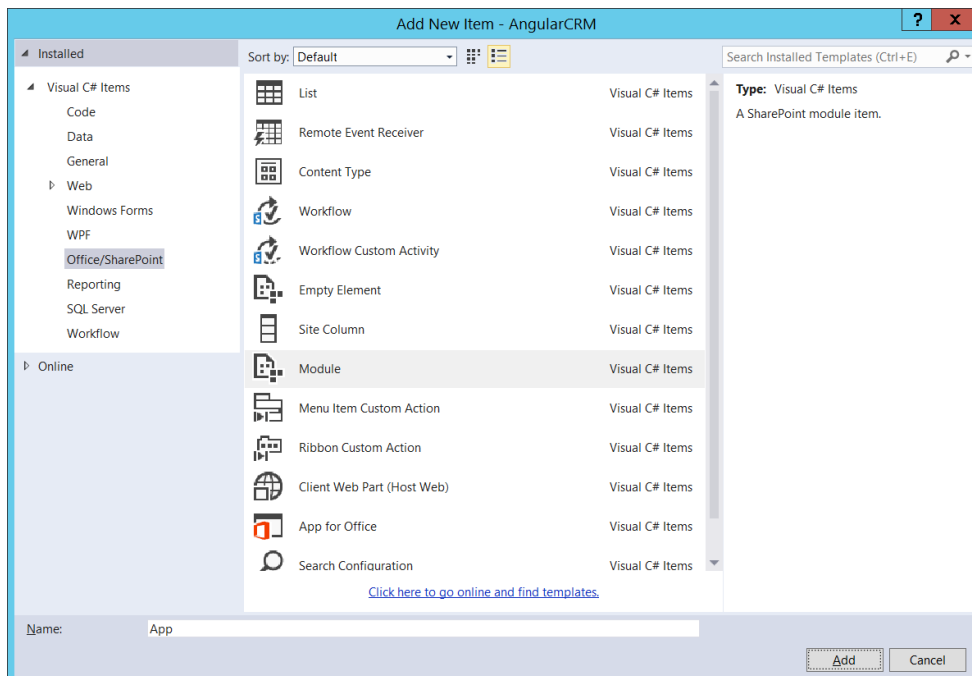 Add New Item - AngularCRM
? x
Installed
Sort by: Default
Search Installed Templates (Ctrl+E)
Visual C# Items
Code
Data
General
Web
Windows Forms
WPF
Office/SharePoint
Reporting
SQL Server
Workflow
Online
List Visual C# Items
Remote Event Receiver Visual C# Items
Content Type Visual C# Items
Workflow Visual C# Items
Workflow Custom Activity Visual C# Items
Empty Element Visual C# Items
Site Column Visual C# Items
Module Visual C# Items
Menu Item Custom Action Visual C# Items
Ribbon Custom Action Visual C# Items
Client Web Part (Host Web) Visual C# Items
App for Office Visual C# Items
Search Configuration Visual C# Items
Click here to go online and find templates.
Type: Visual C# Items
A SharePoint module item.
Name: App
Add Cancel